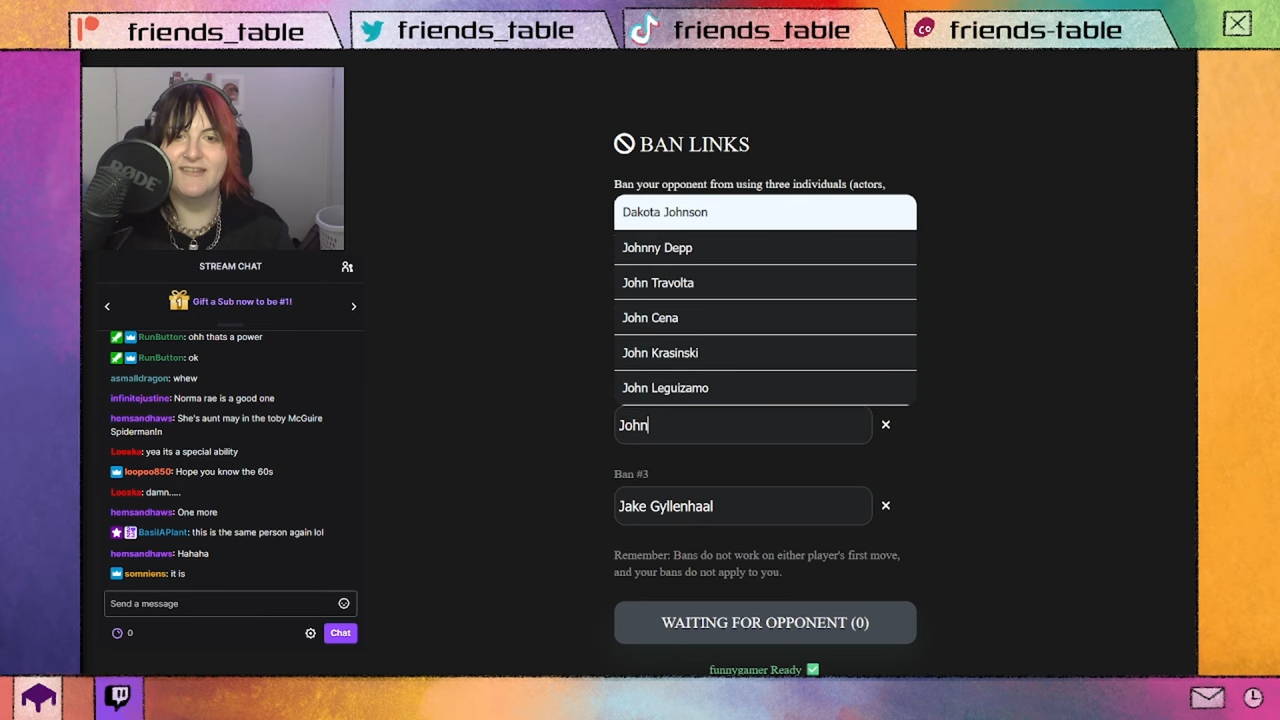 friends_table
friends_table
friends_table
friends-table
RØDE
BAN LINKS
Ban your opponent from using three individuals (actors,
Dakota Johnson
Johnny Depp
John Travolta
John Cena
John Krasinski
John Leguizamo
John
Ban #3
Jake Gyllenhaal
Remember: Bans do not work on either player's first move,
and your bans do not apply to you.
WAITING FOR OPPONENT (0)
funnygamer Ready
STREAM CHAT
Gift a Sub now to be #1!
RunButton: ohh thats a power
RunButton: ok
asmalldragon: whew
infinitejustine: Norma rae is a good one
hemsandhaws: She's aunt may in the toby McGuire
SpidermanIn
Looska: yea its a special ability
loopoo850: Hope you know the 60s
Looska: damn.....
hemsandhaws: One more
BasilAPlant: this is the same person again lol
hemsandhaws: Hahaha
somniens: it is
Send a message
0
Chat